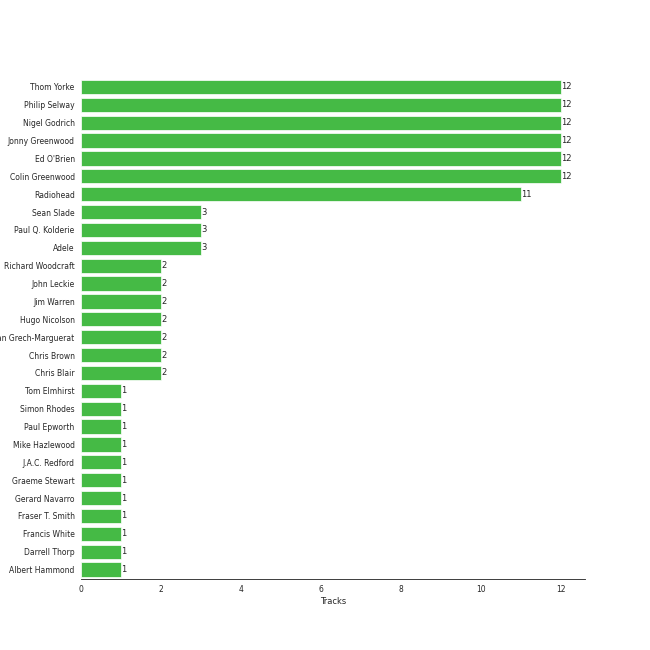 Thom Yorke 12
Philip Selway 12
Nigel Godrich 12
Jonny Greenwood 12
Ed O'Brien 12
Colin Greenwood 12
Radiohead 11
Sean Slade 3
Paul Q. Kolderie 3
Adele 3
Richard Woodcraft 2
John Leckie 2
Jim Warren 2
Hugo Nicolson 2
n Grech-Marguerat 2
Chris Brown 2
Chris Blair 2
Tom Elmhirst 1
Simon Rhodes 1
Paul Epworth 1
Mike Hazlewood 1
J.A.C. Redford 1
Graeme Stewart 1
Gerard Navarro 1
Fraser T. Smith 1
Francis White 1
Darrell Thorp 1
Albert Hammond 1
0 2 4 6 8 10 12
Tracks